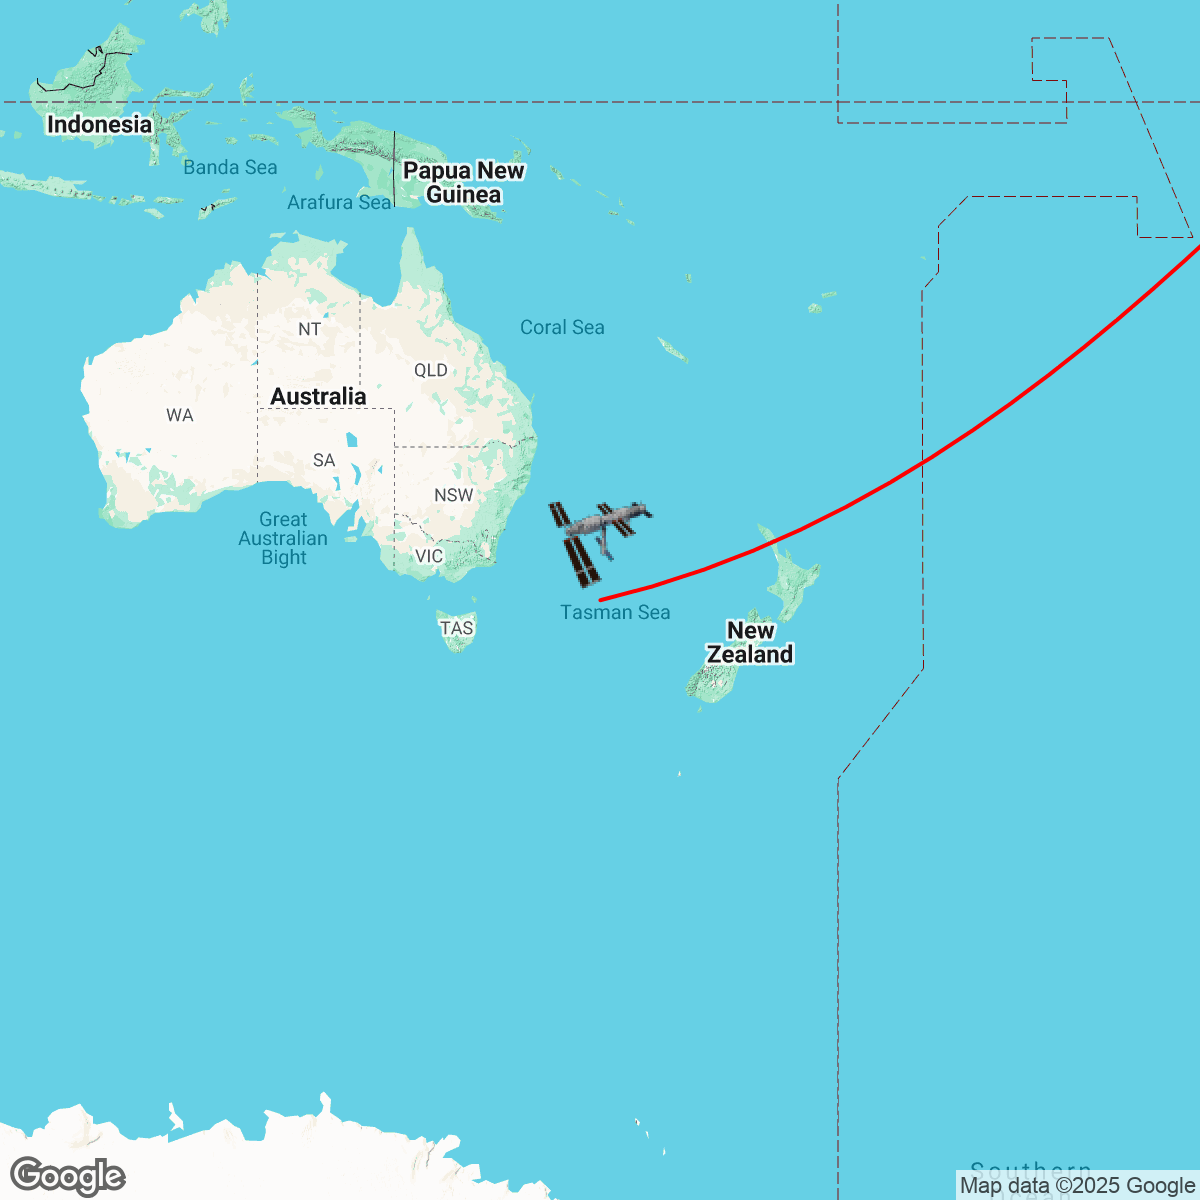 Indonesia
Banda Sea
Papua New
Guinea
Arafura Sea
NT
Coral Sea
QLD
Australia
WA
SA
NSW
Great
Australian
Bight
VIC
Tasman Sea
TAS
New
Zealand
Southern
Google
Map data ©2025 Google